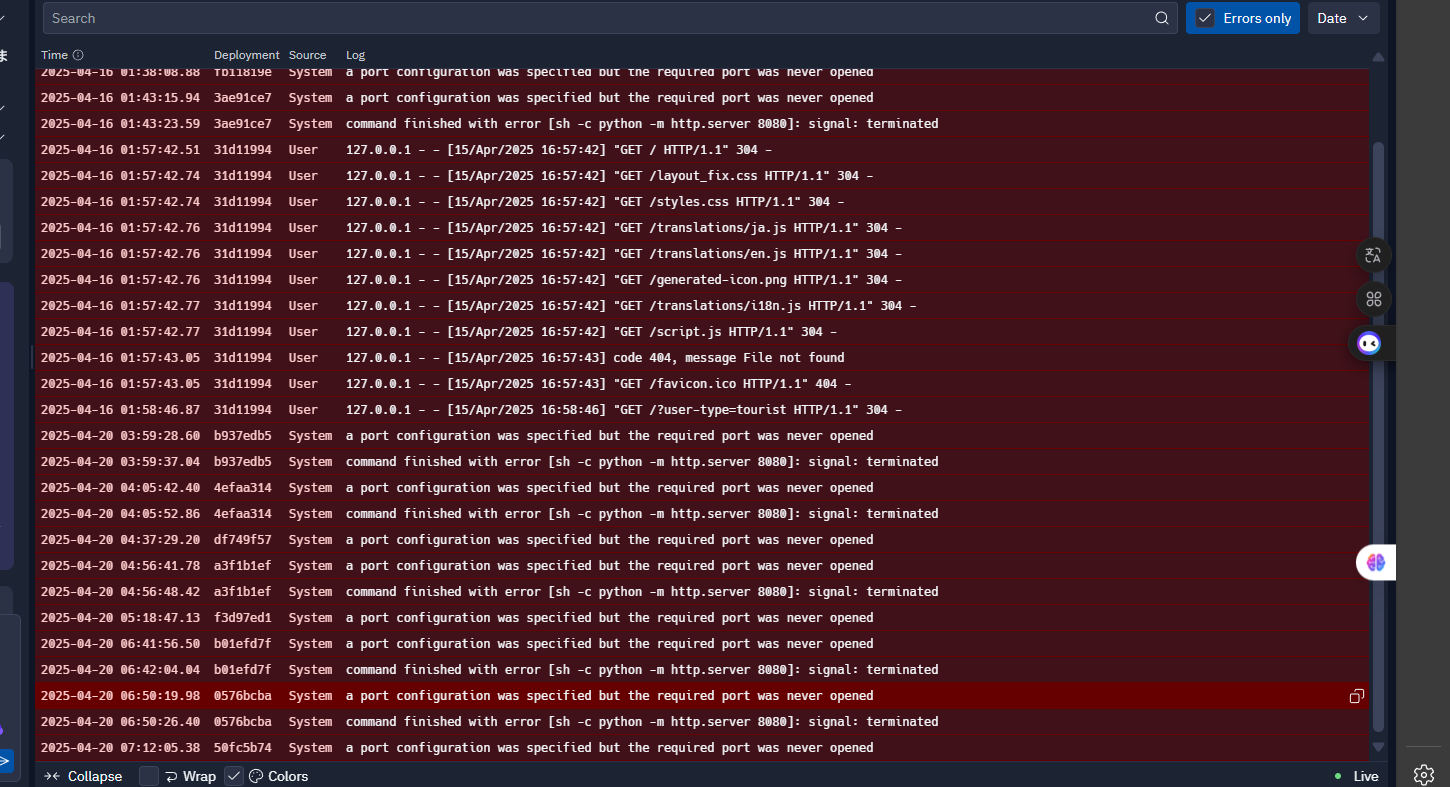 Search
Errors only
Date
Time Deployment Source Log
2025-04-16 01:38:08.88 fb11819e System a port configuration was specified but the required port was never opened
2025-04-16 01:43:15.94 3ae91ce7 System a port configuration was specified but the required port was never opened
2025-04-16 01:43:23.59 3ae91ce7 System command finished with error [sh -c python -m http.server 8080]: signal: terminated
2025-04-16 01:57:42.51 31d11994 User 127.0.0.1 - - [15/Apr/2025 16:57:42] "GET / HTTP/1.1" 304 -
2025-04-16 01:57:42.74 31d11994 User 127.0.0.1 - - [15/Apr/2025 16:57:42] "GET /layout_fix.css HTTP/1.1" 304 -
2025-04-16 01:57:42.74 31d11994 User 127.0.0.1 - - [15/Apr/2025 16:57:42] "GET /styles.css HTTP/1.1" 304 -
2025-04-16 01:57:42.76 31d11994 User 127.0.0.1 - - [15/Apr/2025 16:57:42] "GET /translations/ja.js HTTP/1.1" 304 -
2025-04-16 01:57:42.76 31d11994 User 127.0.0.1 - - [15/Apr/2025 16:57:42] "GET /translations/en.js HTTP/1.1" 304 -
2025-04-16 01:57:42.76 31d11994 User 127.0.0.1 - - [15/Apr/2025 16:57:42] "GET /generated-icon.png HTTP/1.1" 304 -
2025-04-16 01:57:42.77 31d11994 User 127.0.0.1 - - [15/Apr/2025 16:57:42] "GET /translations/i18n.js HTTP/1.1" 304 -
2025-04-16 01:57:42.77 31d11994 User 127.0.0.1 - - [15/Apr/2025 16:57:42] "GET /script.js HTTP/1.1" 304 -
2025-04-16 01:57:43.05 31d11994 User 127.0.0.1 - - [15/Apr/2025 16:57:43] code 404, message File not found
2025-04-16 01:57:43.05 31d11994 User 127.0.0.1 - - [15/Apr/2025 16:57:43] "GET /favicon.ico HTTP/1.1" 404 -
2025-04-16 01:58:46.87 31d11994 User 127.0.0.1 - - [15/Apr/2025 16:58:46] "GET /?user-type=tourist HTTP/1.1" 304 -
2025-04-20 03:59:28.60 b937edb5 System a port configuration was specified but the required port was never opened
2025-04-20 03:59:37.04 b937edb5 System command finished with error [sh -c python -m http.server 8080]: signal: terminated
2025-04-20 04:05:42.40 4efaa314 System a port configuration was specified but the required port was never opened
2025-04-20 04:05:52.86 4efaa314 System command finished with error [sh -c python -m http.server 8080]: signal: terminated
2025-04-20 04:37:29.20 df749f57 System a port configuration was specified but the required port was never opened
2025-04-20 04:56:41.78 a3f1b1ef System a port configuration was specified but the required port was never opened
2025-04-20 04:56:48.42 a3f1b1ef System command finished with error [sh -c python -m http.server 8080]: signal: terminated
2025-04-20 05:18:47.13 f3d97ed1 System a port configuration was specified but the required port was never opened
2025-04-20 06:41:56.50 b01efd7f System a port configuration was specified but the required port was never opened
2025-04-20 06:42:04.04 b01efd7f System command finished with error [sh -c python -m http.server 8080]: signal: terminated
2025-04-20 06:50:19.98 0576bcba System a port configuration was specified but the required port was never opened
2025-04-20 06:50:26.40 0576bcba System command finished with error [sh -c python -m http.server 8080]: signal: terminated
2025-04-20 07:12:05.38 50fc5b74 System a port configuration was specified but the required port was never opened
Collapse Wrap Colors Live